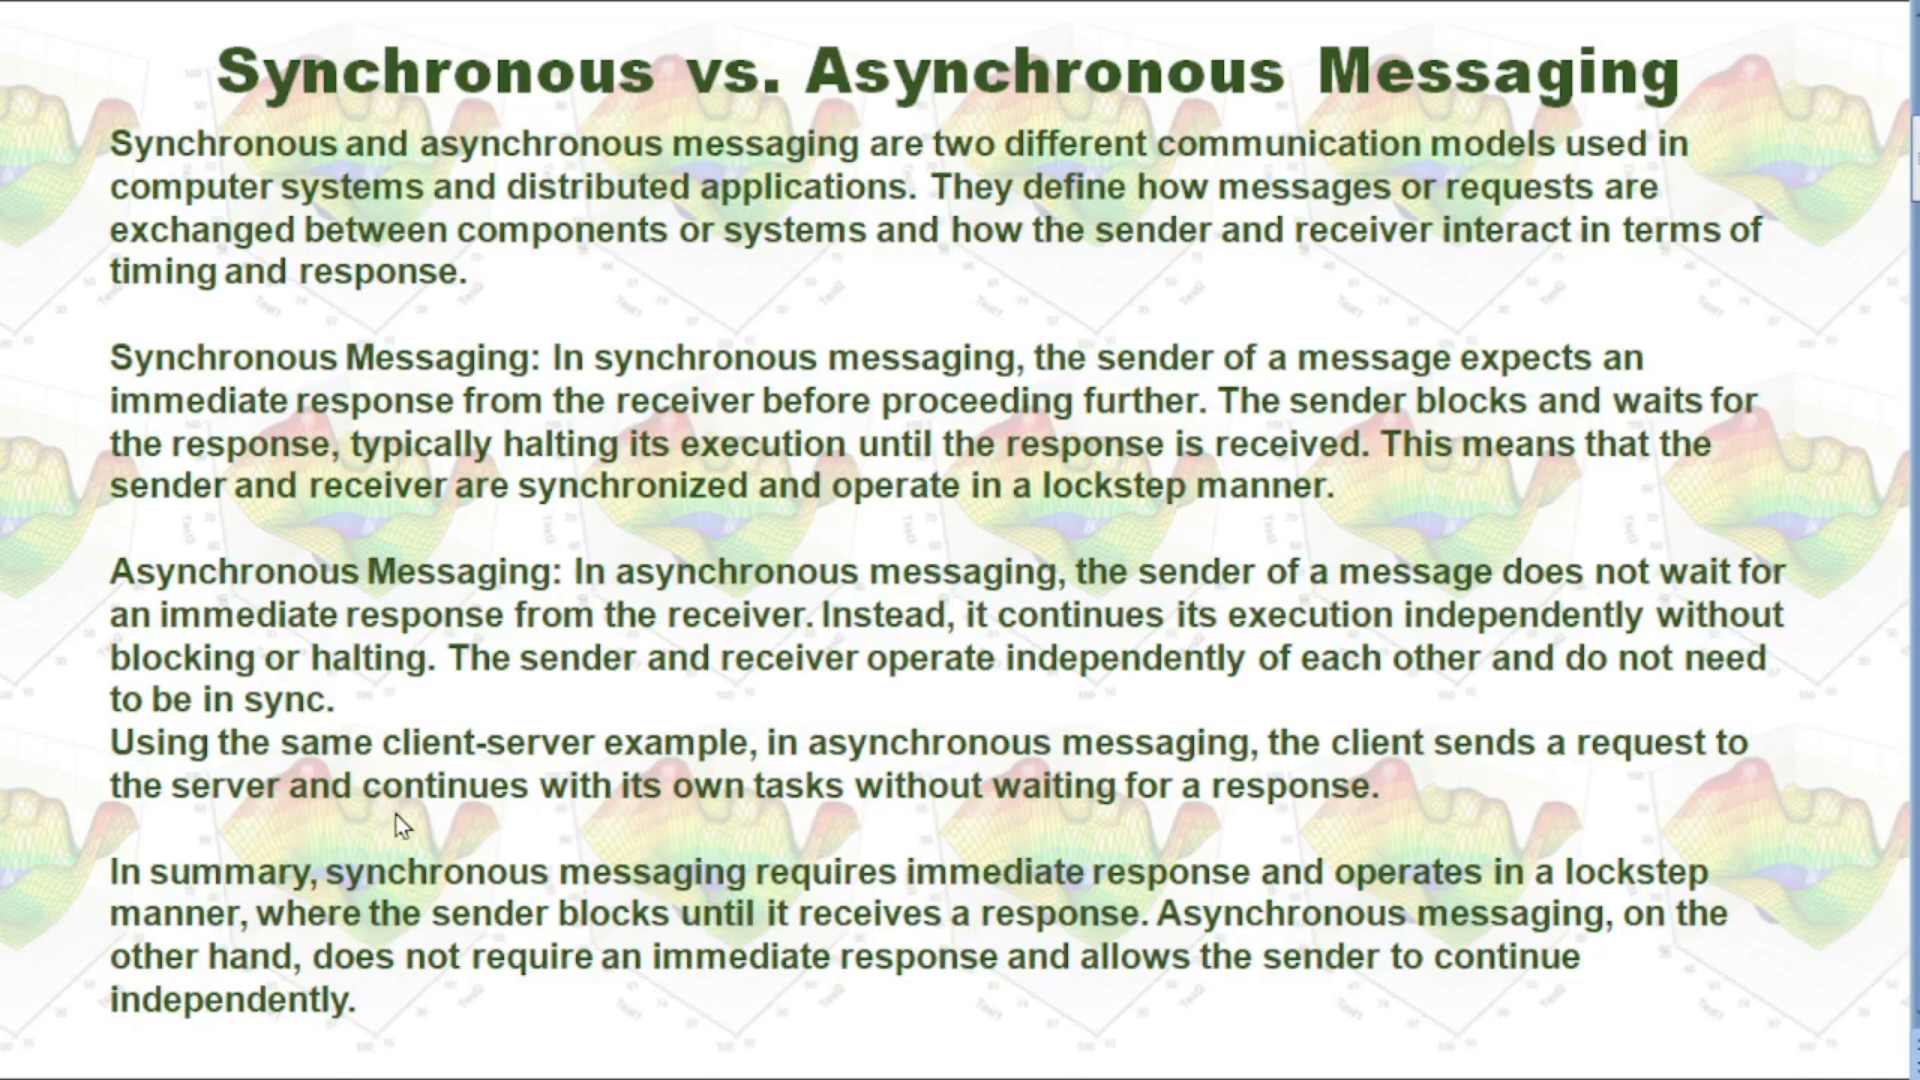 Synchronous vs. Asynchronous Messaging
Synchronous and asynchronous messaging are two different communication models used in
computer systems and distributed applications. They define how messages or requests are
exchanged between components or systems and how the sender and receiver interact in terms of
timing and response.
Synchronous Messaging: In synchronous messaging, the sender of a message expects an
immediate response from the receiver before proceeding further. The sender blocks and waits for
the response, typically halting its execution until the response is received. This means that the
sender and receiver are synchronized and operate in a lockstep manner.
Asynchronous Messaging: In asynchronous messaging, the sender of a message does not wait for
an immediate response from the receiver. Instead, it continues its execution independently without
blocking or halting. The sender and receiver operate independently of each other and do not need
to be in sync.
Using the same client-server example, in asynchronous messaging, the client sends a request to
the server and continues with its own tasks without waiting for a response.
In summary, synchronous messaging requires immediate response and operates in a lockstep
manner, where the sender blocks until it receives a response. Asynchronous messaging, on the
other hand, does not require an immediate response and allows the sender to continue
independently.